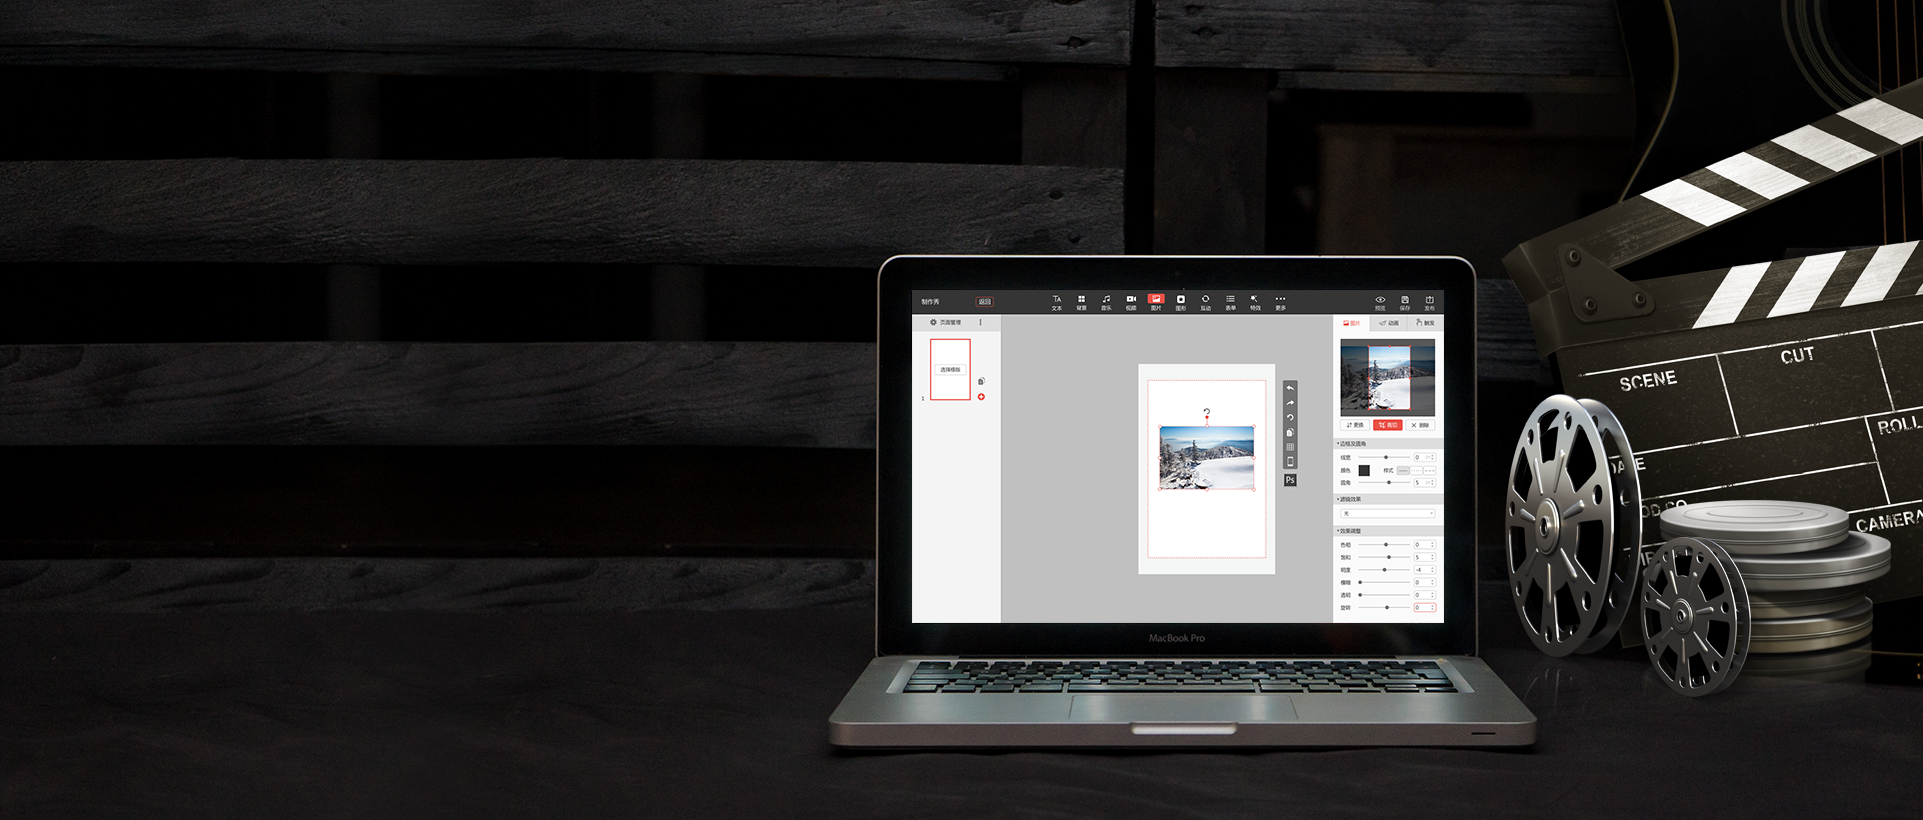 制作秀
返回
文本
背景
音乐
视频
图片
图形
互动
表单
特效
更多
预览
保存
发布
页面管理
选择模版
1
Ps
图片
动画
触发
更换
裁切
删除
边框及圆角
线宽
0
颜色
样式
圆角
5
滤镜效果
无
效果调整
色相
0
饱和
5
明度
-4
模糊
0
透明
0
旋转
0
MacBook Pro
SCENE
CUT
ROLL
CAMERA